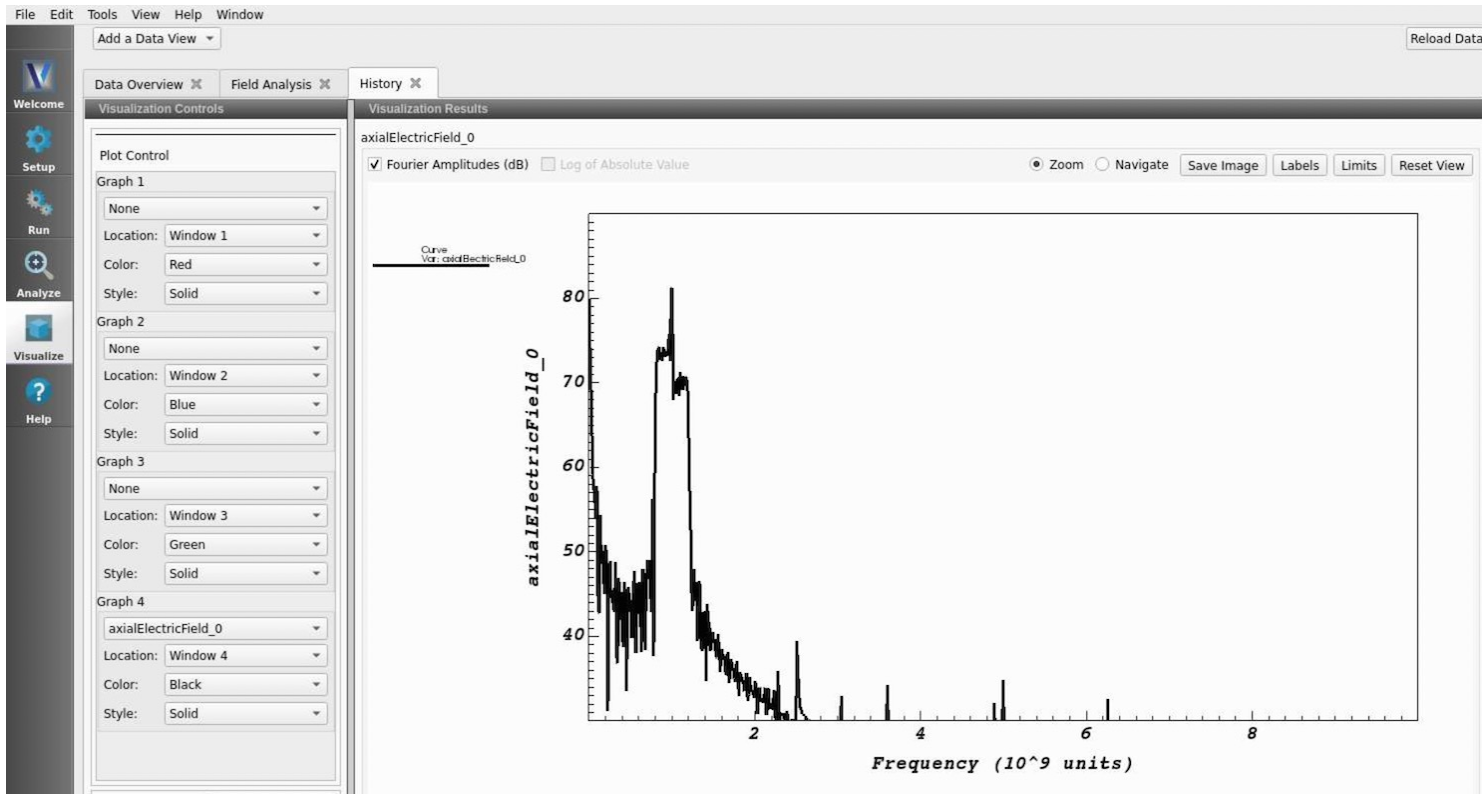 File Edit Tools View Help Window
Add a Data View
Reload Data
Welcome
Setup
Run
Analyze
Visualize
Help
Data Overview
Field Analysis
History
Visualization Controls
Plot Control
Graph 1
None
Location: Window 1
Color: Red
Style: Solid
Graph 2
None
Location: Window 2
Color: Blue
Style: Solid
Graph 3
None
Location: Window 3
Color: Green
Style: Solid
Graph 4
axialElectricField_0
Location: Window 4
Color: Black
Style: Solid
Visualization Results
axialElectricField_0
Fourier Amplitudes (dB) Log of Absolute Value
Zoom Navigate Save Image Labels Limits Reset View
Curve
Var: axialElectricField_0
axialElectricField_0
80
70
60
50
40
2 4 6 8
Frequency (10^9 units)